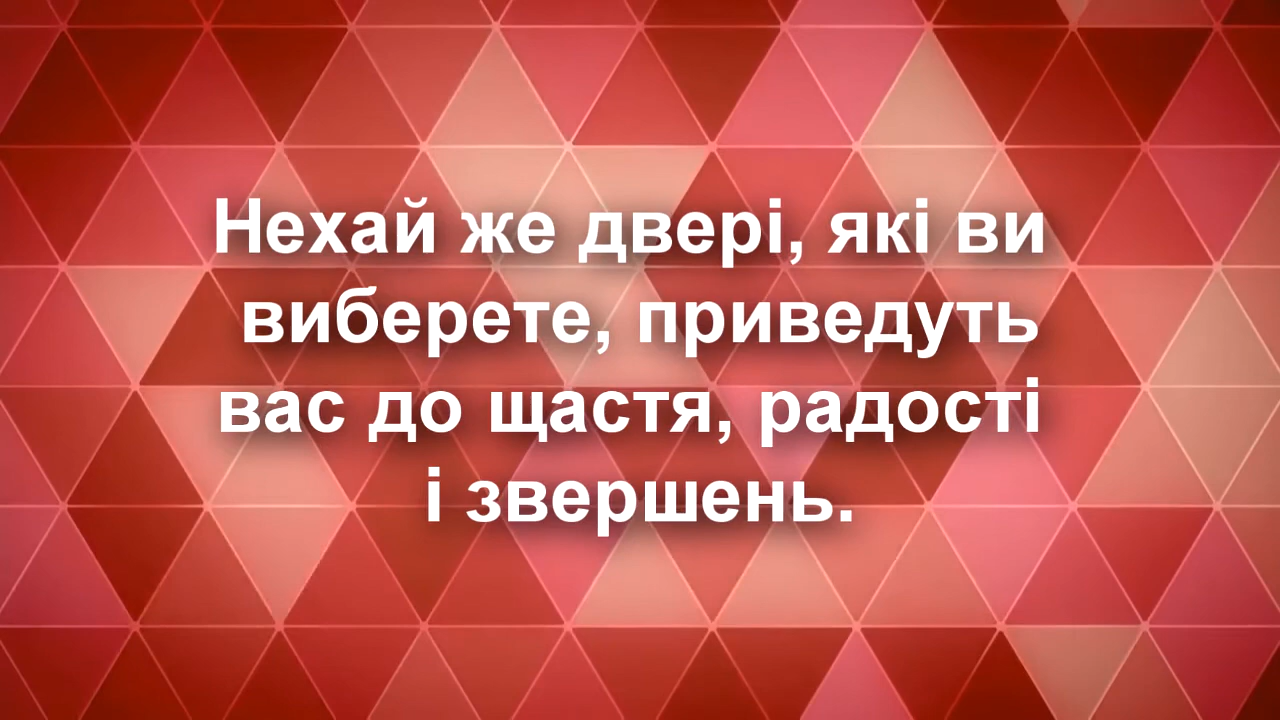 Нехай же двері, які ви
виберете, приведуть
вас до щастя, радості
і звершень.